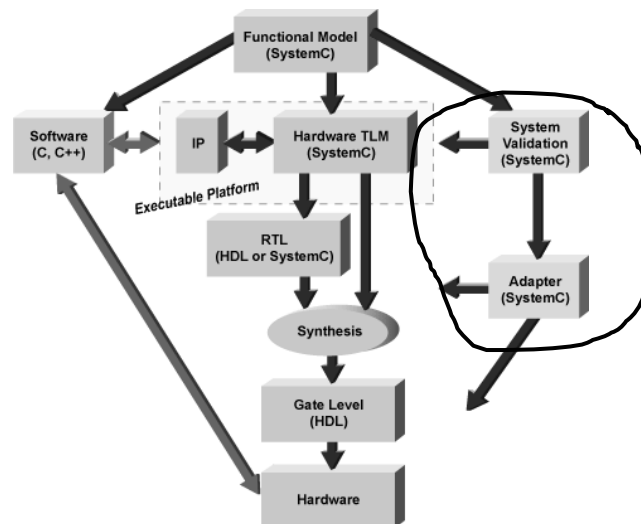 Functional Model
(SystemC)
Software
(C, C++)
IP
Hardware TLM
(SystemC)
System
Validation
(SystemC)
Executable Platform
RTL
(HDL or SystemC)
Adapter
(SystemC)
Synthesis
Gate Level
(HDL)
Hardware